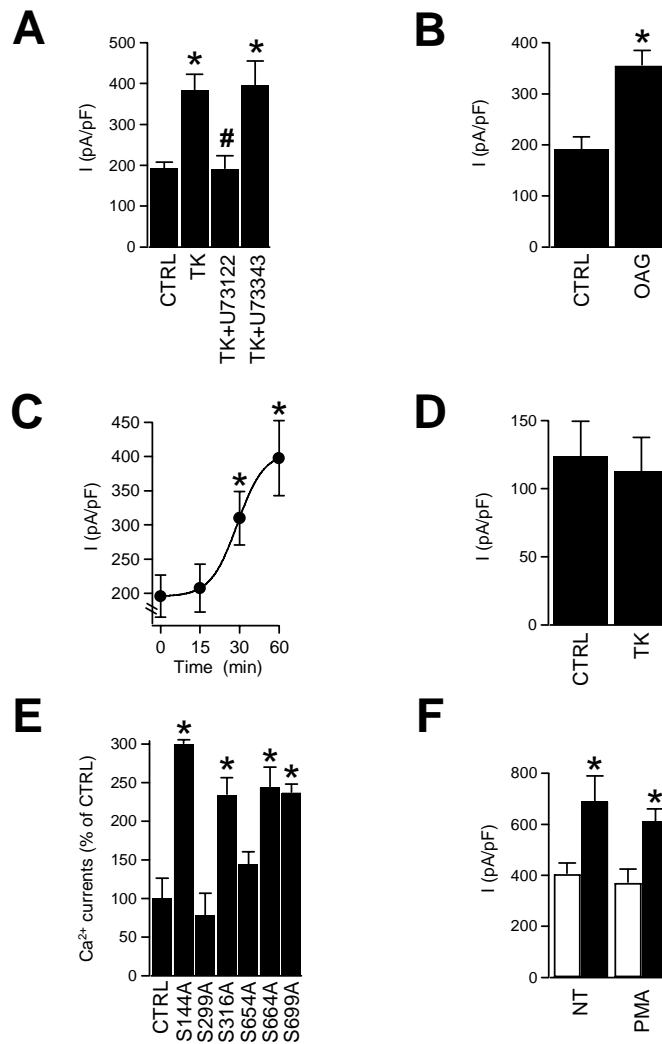 A
500
400
300
200
100
0
I (pA/pF)
*
#
*
CTRL
TK
TK+U73122
TK+U73343
B
400
300
200
100
0
I (pA/pF)
*
CTRL
OAG
C
450
400
350
300
250
200
I (pA/pF)
*
*
0 15 30 60
Time (min)
D
150
100
50
0
I (pA/pF)
CTRL
TK
E
300
250
200
150
100
50
0
Ca²⁺ currents (% of CTRL)
*
*
*
*
CTRL
S144A
S299A
S316A
S654A
S664A
S699A
F
800
600
400
0
I (pA/pF)
*
*
NT
PMA